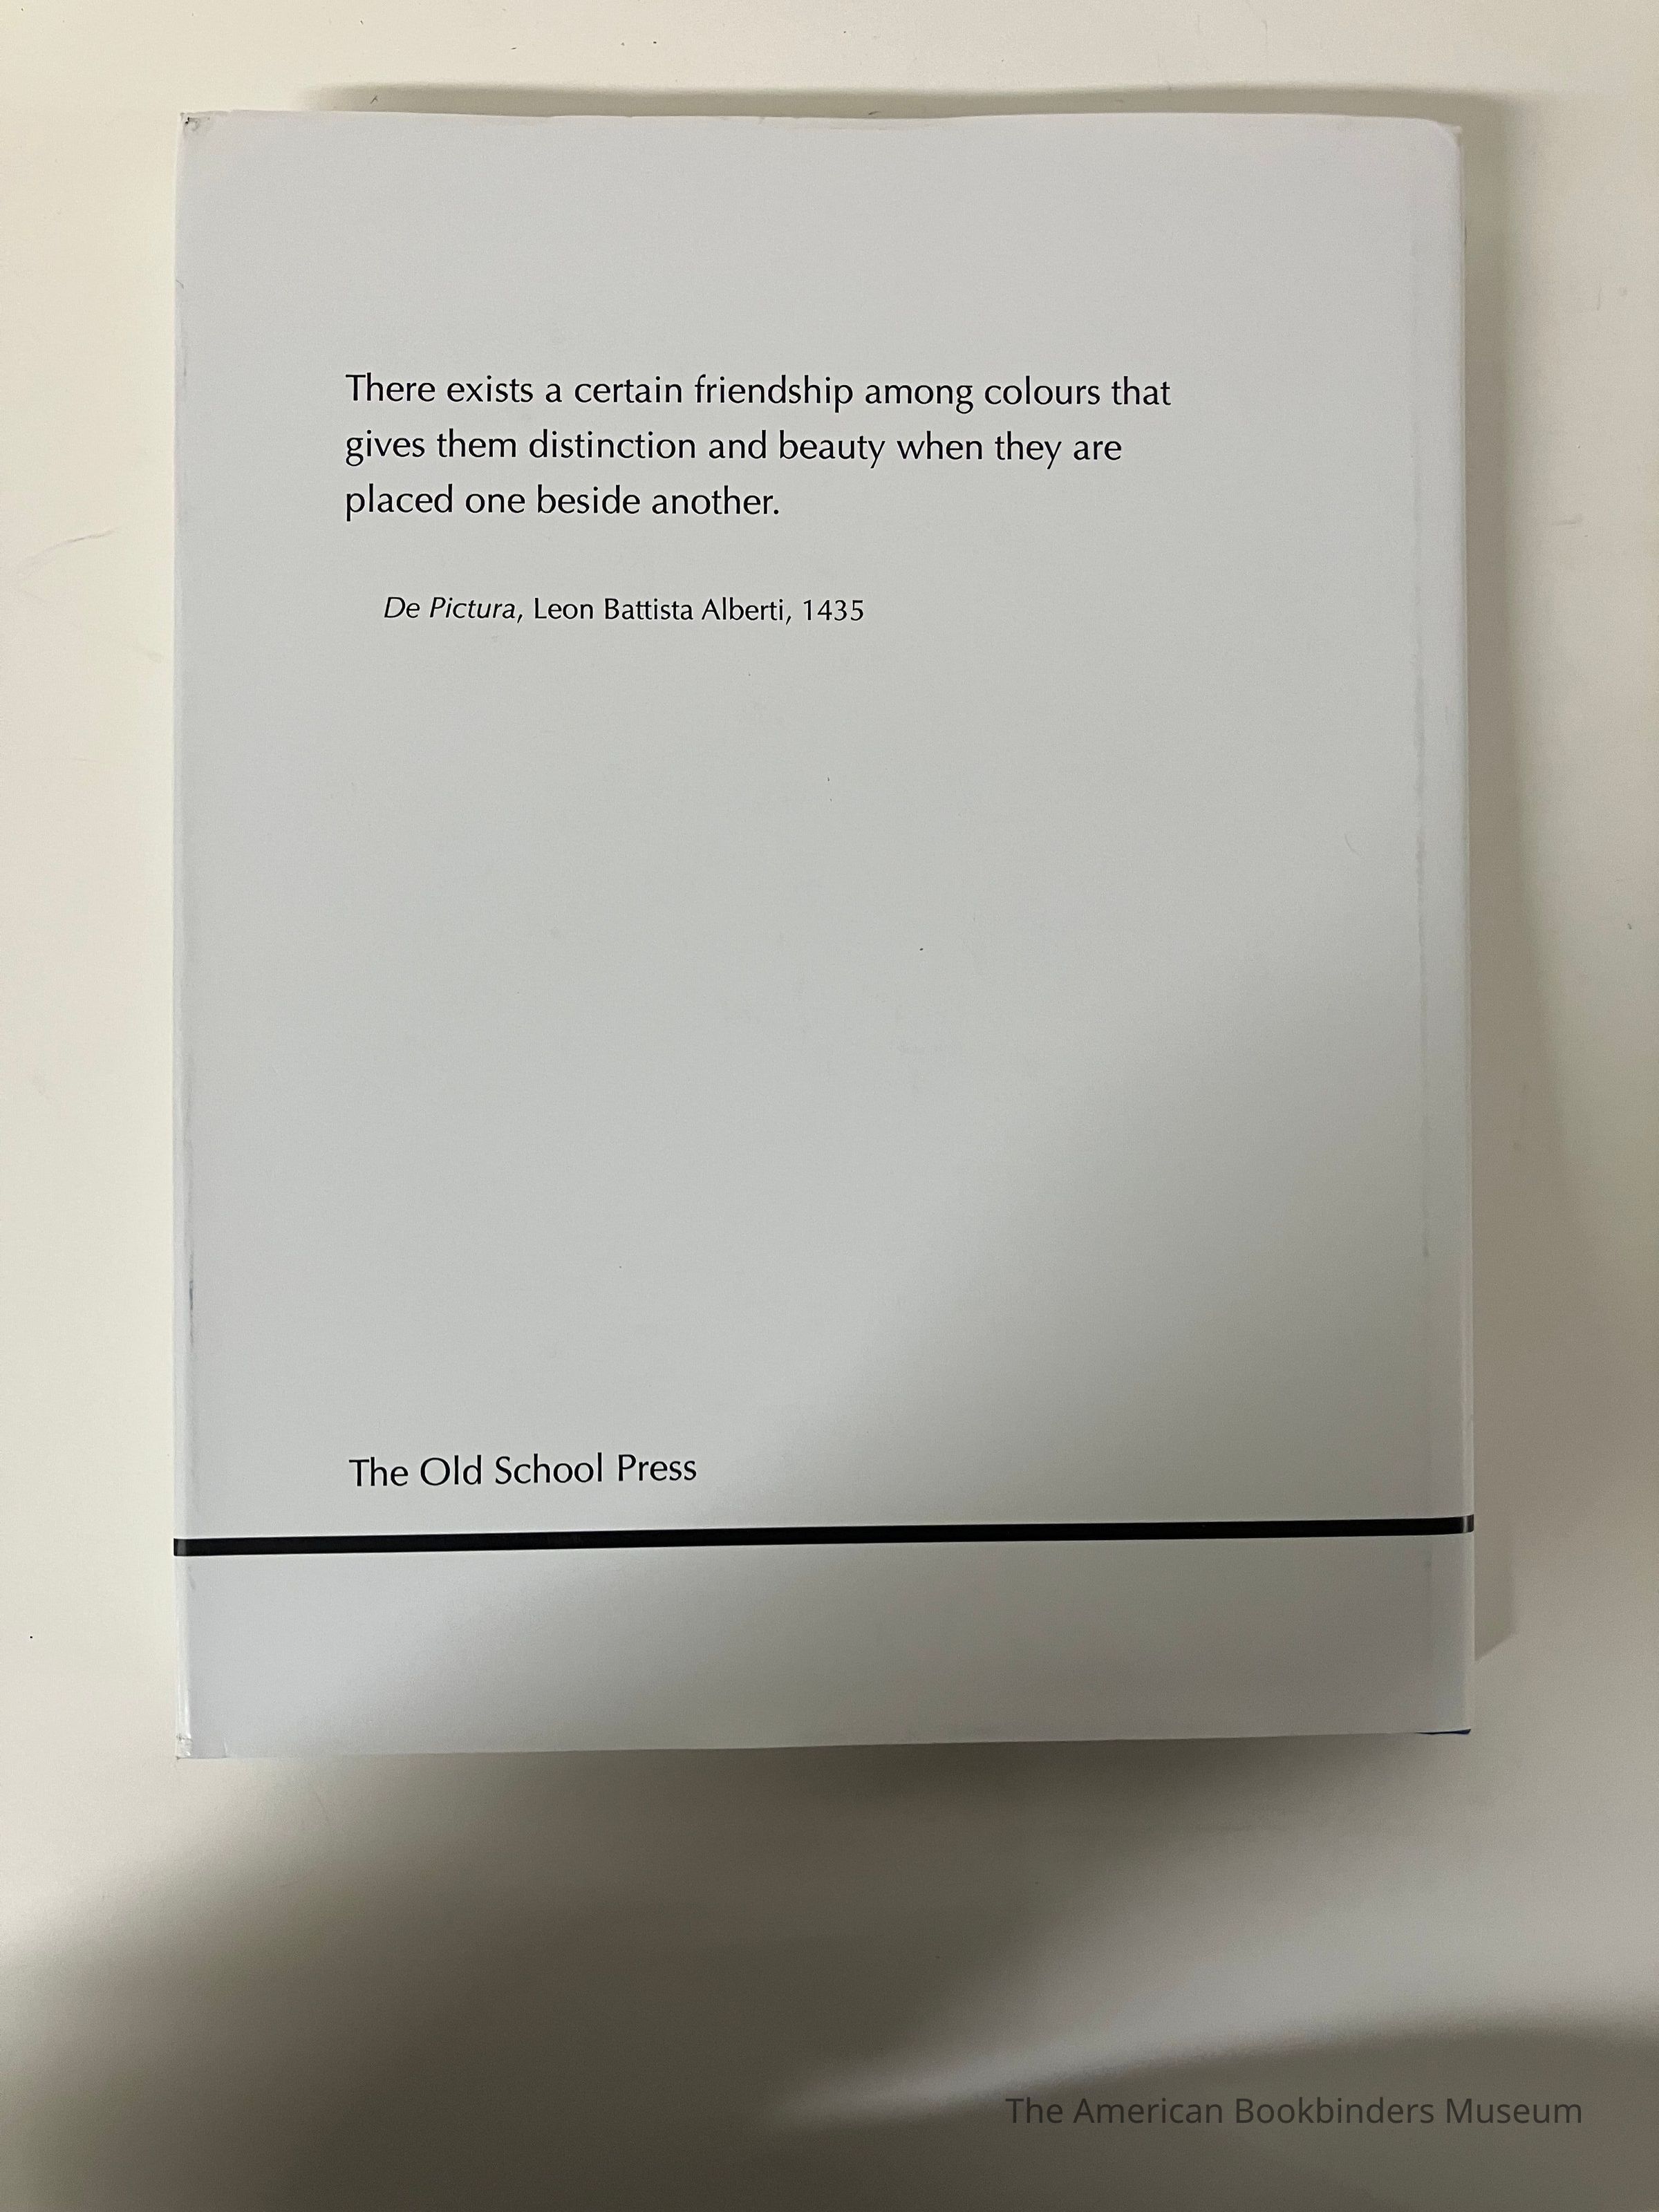 There exists a certain friendship among colours that
gives them distinction and beauty when they are
placed one beside another.
De Pictura, Leon Battista Alberti, 1435
The Old School Press
The American Bookbinders Museum